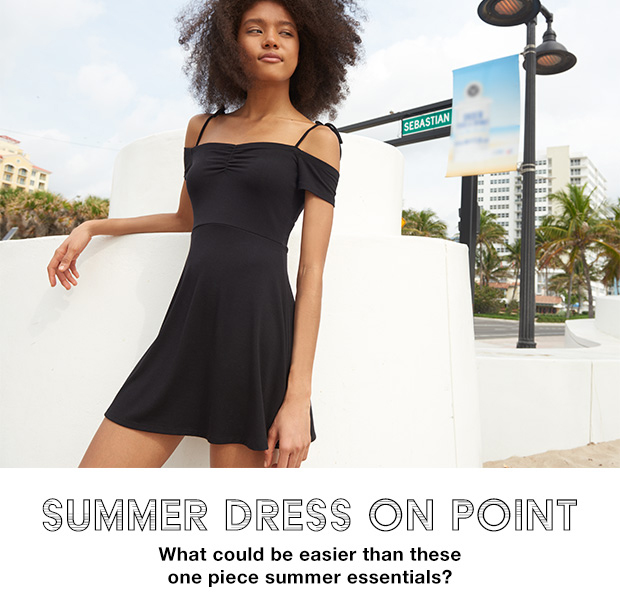 SEBASTIAN
SUMMER DRESS ON POINT
What could be easier than these
one piece summer essentials?